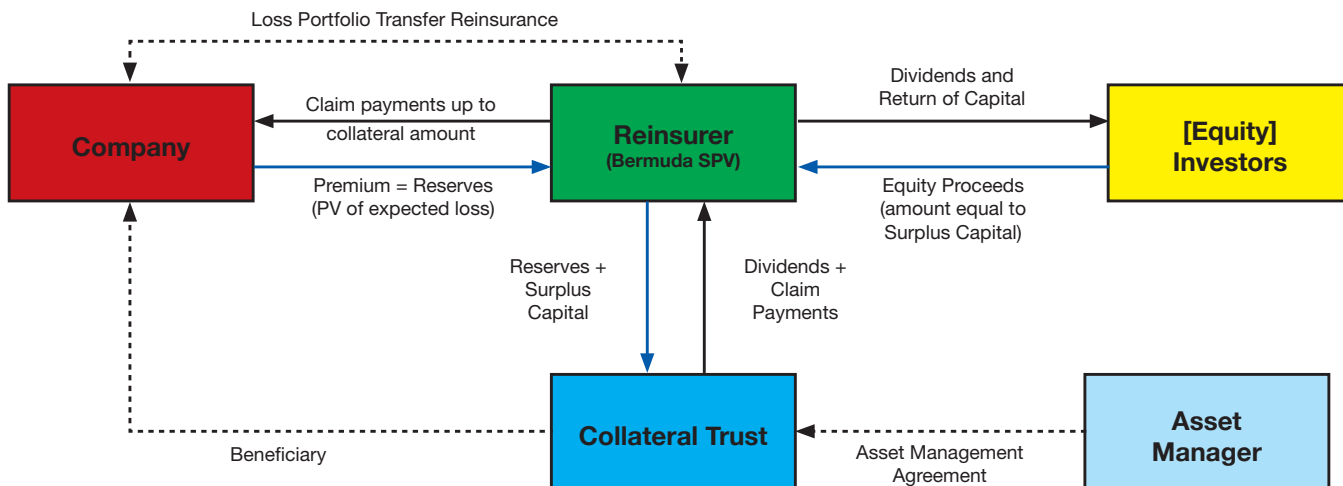 Loss Portfolio Transfer Reinsurance
Company
Claim payments up to
collateral amount
Premium = Reserves
(PV of expected loss)
Reinsurer
(Bermuda SPV)
Dividends and
Return of Capital
Equity Proceeds
(amount equal to
Surplus Capital)
[Equity]
Investors
Reserves +
Surplus
Capital
Dividends +
Claim
Payments
Beneficiary
Collateral Trust
Asset Management
Agreement
Asset
Manager